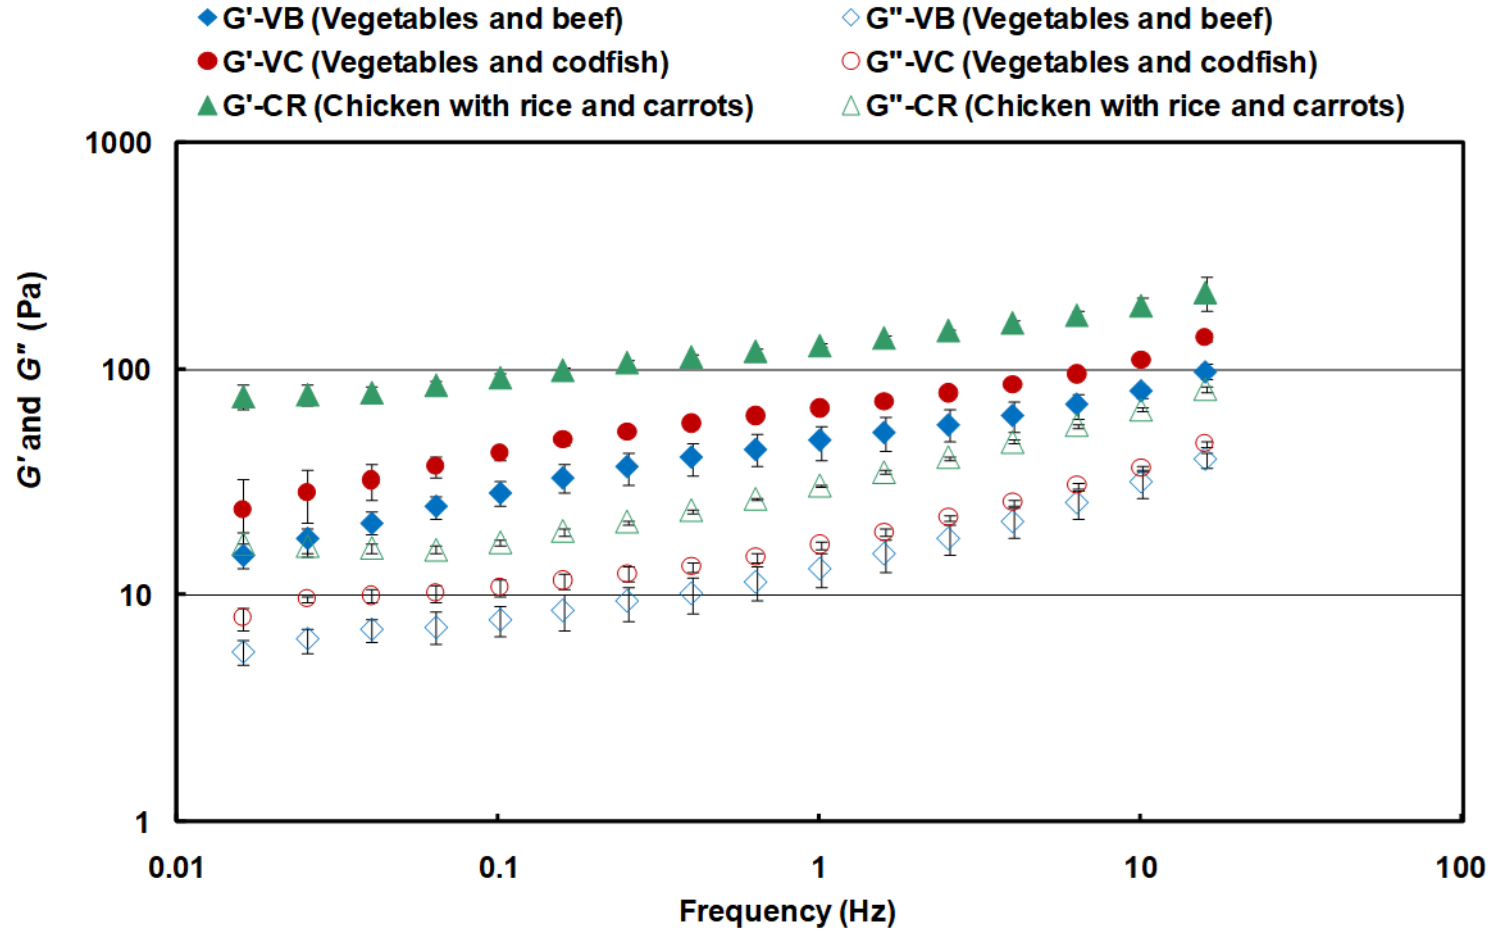 G'-VB (Vegetables and beef)
G"-VB (Vegetables and beef)
G'-VC (Vegetables and codfish)
G"-VC (Vegetables and codfish)
G'-CR (Chicken with rice and carrots)
G"-CR (Chicken with rice and carrots)
1000
100
10
1
G' and G" (Pa)
0.01
0.1
1
10
100
Frequency (Hz)